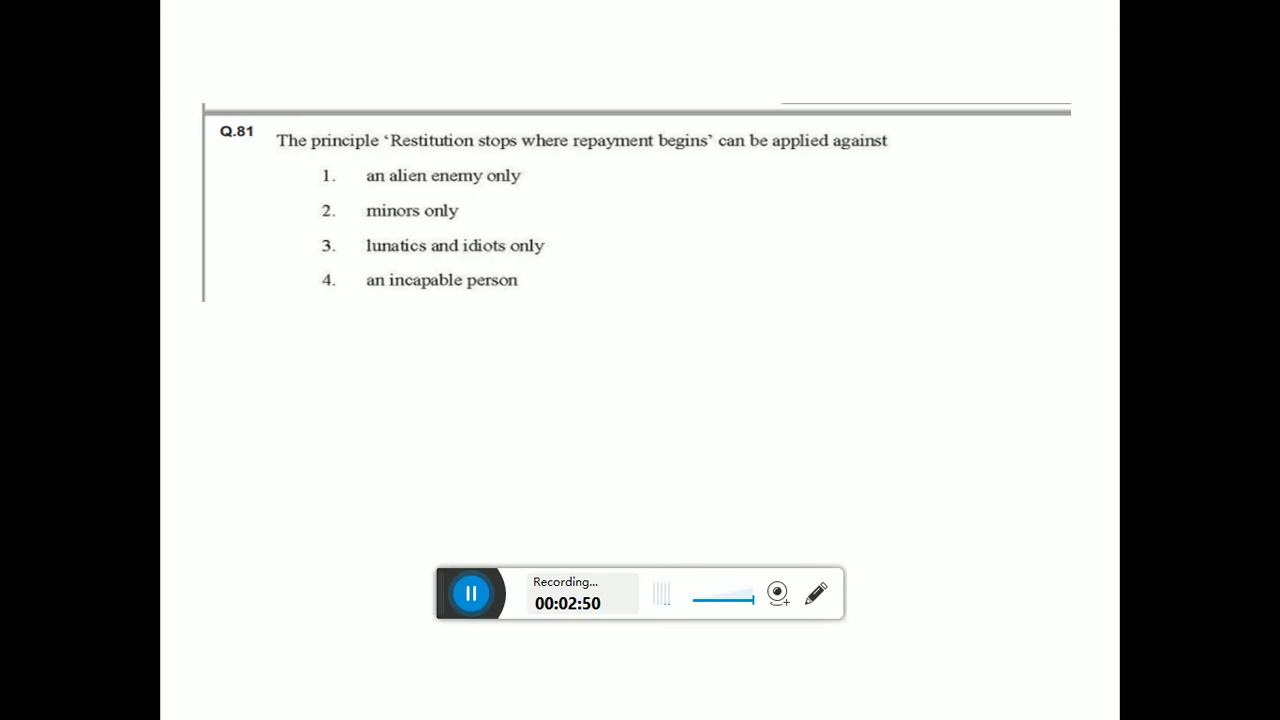 Q.81
The principle ‘Restitution stops where repayment begins’ can be applied against
1. an alien enemy only
2. minors only
3. lunatics and idiots only
4. an incapable person
Recording...
00:02:50